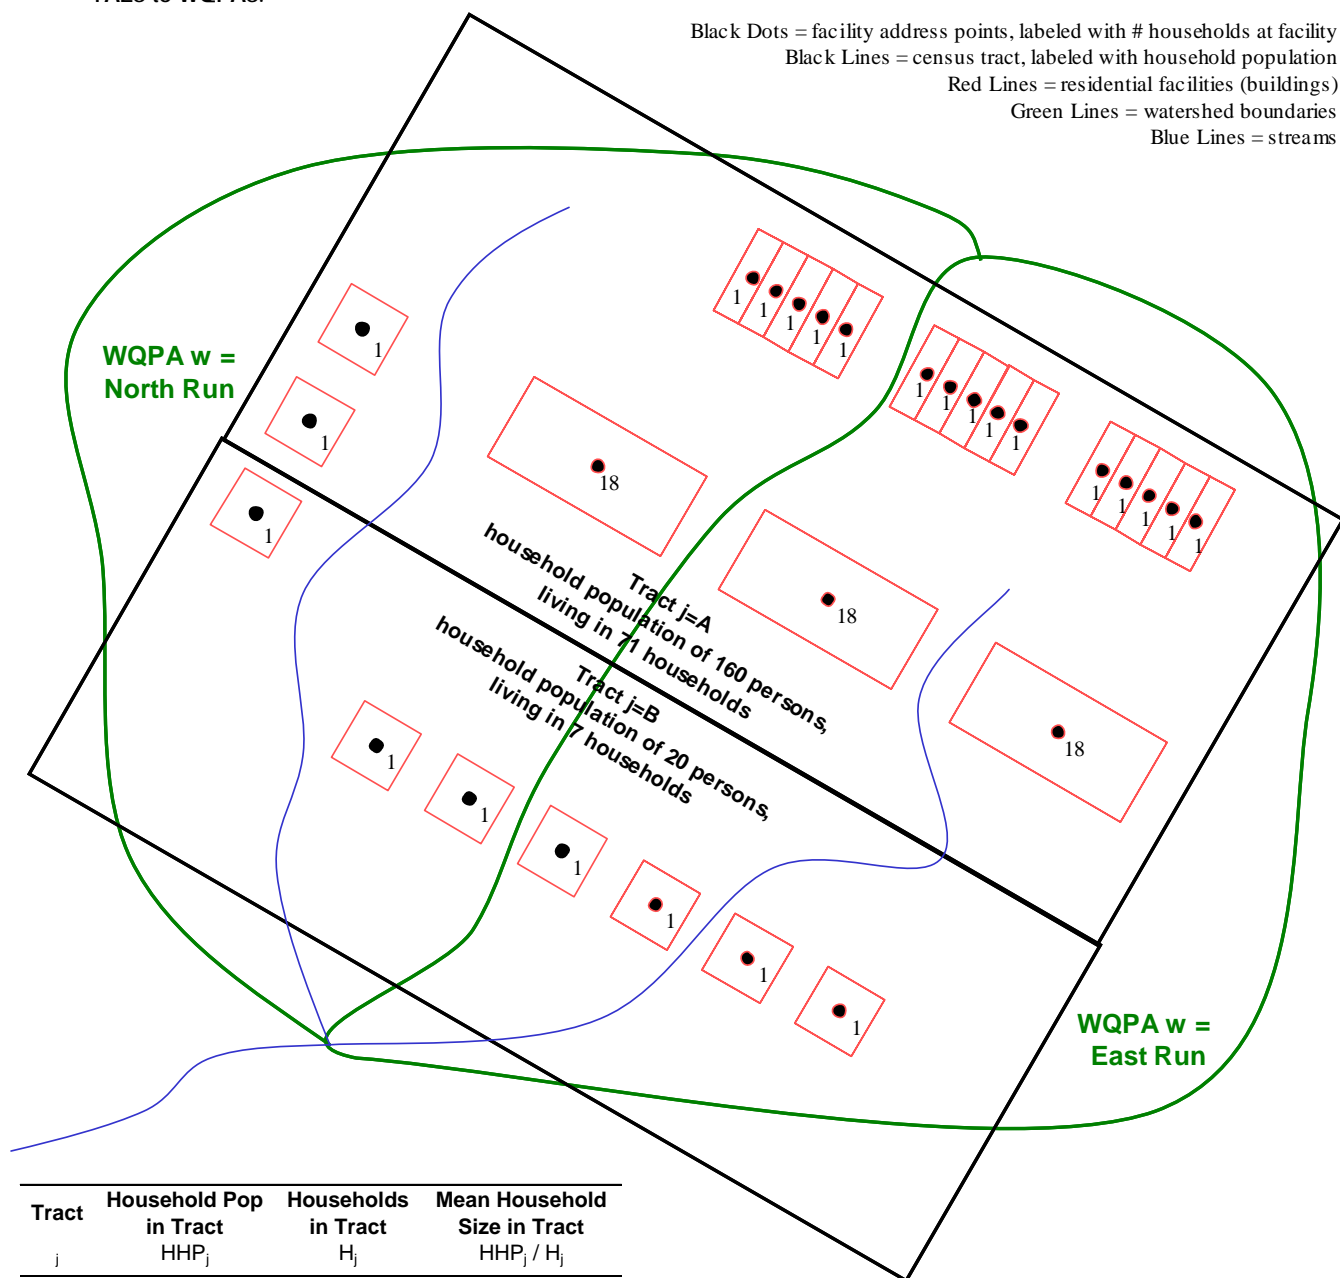 Black Dots = facility address points, labeled with # households at facility
Black Lines = census tract, labeled with household population
Red Lines = residential facilities (buildings)
Green Lines = watershed boundaries
Blue Lines = streams
1
1
1
1
1
1
1
WQPA w =
North Run
1
1
1
1
1
1
1
1
1
1
1
18
1
Tract j=A
household population of 160 persons,
living in 71 households
18
Tract j=B
household population of 20 persons,
living in 7 households
18
1
1
1
1
1
1
WQPA w =
East Run
Tract Household Pop in Tract Households in Tract Mean Household Size in Tract
j HHPj Hj HHPj / Hj